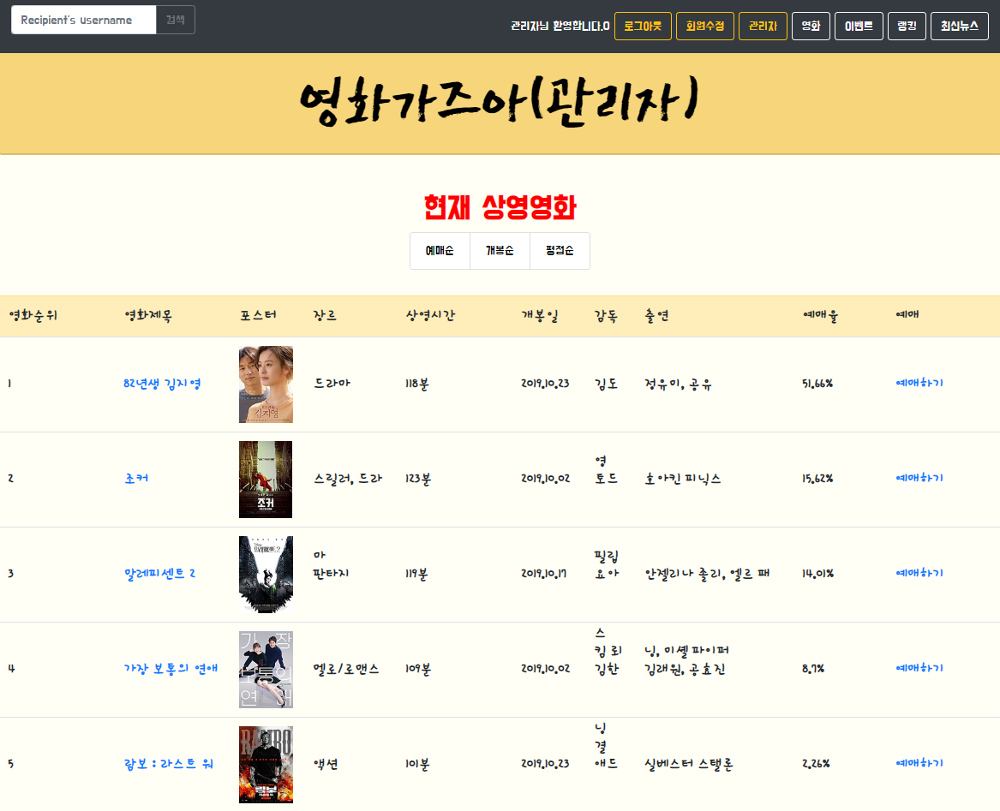 Recipient's username 검색 관리자님 환영합니다.0 로그아웃 회원수정 관리자 영화 이벤트 랭킹 최신뉴스
영화가즈아(관리자)
현재 상영영화
예매순 개봉순 평점순
영화순위 영화제목 포스터 장르 상영시간 개봉일 감독 출연 예매율 예매
1 82년생 김지영 드라마 118분 2019.10.23 김도 정유미, 공유 51.66% 예매하기
김지영
영
2 조커 스릴러, 드라 123분 2019.10.02 토드 호아킨 피닉스 15.62% 예매하기
조커
마 필립
3 말레피센트 2 판타지 119분 2019.10.17 요아 안젤리나 졸리, 엘르 패 14.01% 예매하기
스
킴 뢰 닝, 미셸 파이퍼
4 가장 보통의 연애 멜로/로맨스 109분 2019.10.02 김한 김래원, 공효진 8.7% 예매하기
가장
보통의
연애
닝
결
5 람보 : 라스트 워 액션 101분 2019.10.23 애드 실베스터 스탤론 2.26% 예매하기
RAMBO
람보